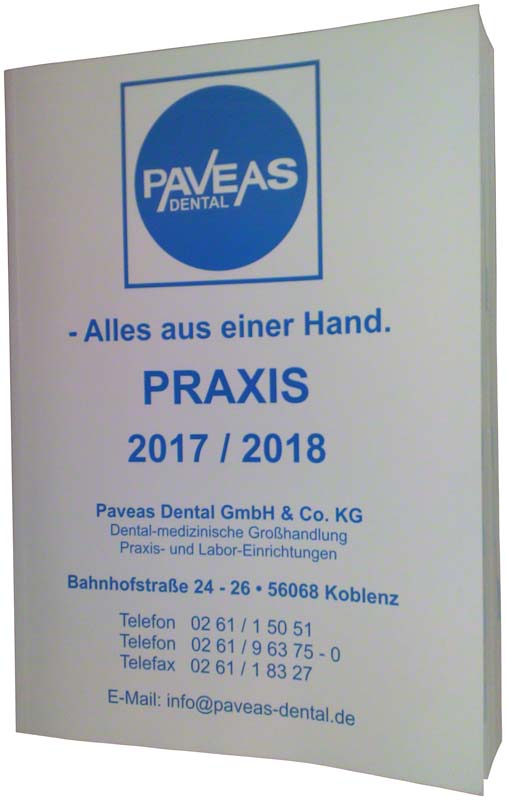 PAVEAS
DENTAL
- Alles aus einer Hand.
PRAXIS
2017 / 2018
Paveas Dental GmbH & Co. KG
Dental-medizinische Großhandlung
Praxis- und Labor-Einrichtungen
Bahnhofstraße 24 - 26 • 56068 Koblenz
Telefon 02 61 / 1 50 51
Telefon 02 61 / 9 63 75 - 0
Telefax 02 61 / 1 83 27
E-Mail: info@paveas-dental.de